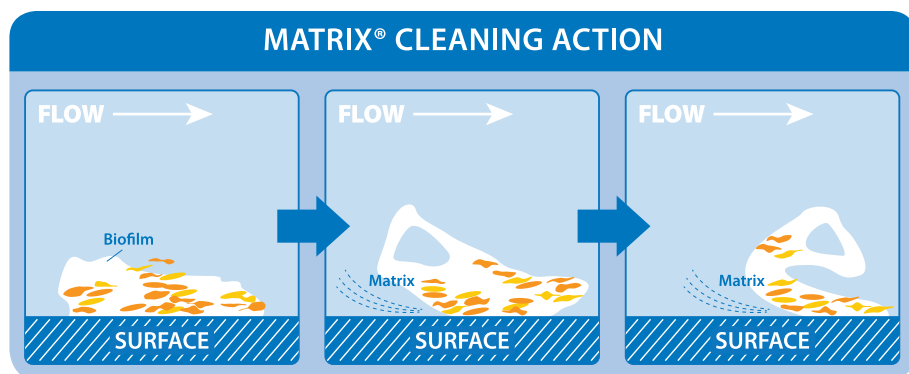 MATRIX® CLEANING ACTION
FLOW
Biofilm
SURFACE
FLOW
Matrix
SURFACE
FLOW
Matrix
SURFACE